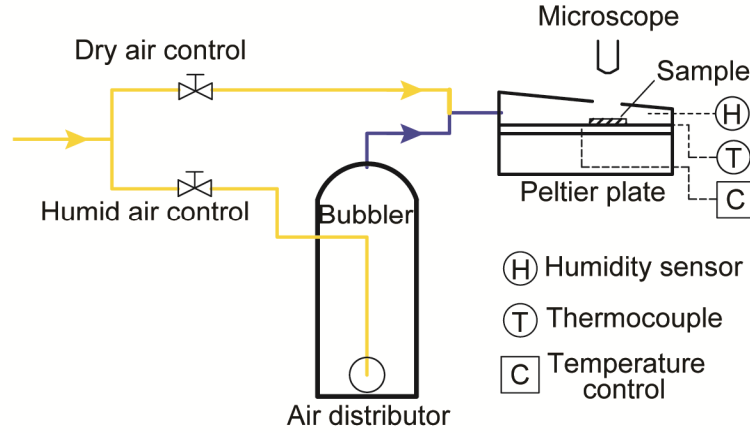 Microscope
Dry air control
Sample
H
T
Humid air control
Bubbler
Peltier plate
C
H Humidity sensor
T Thermocouple
C Temperature
control
Air distributor